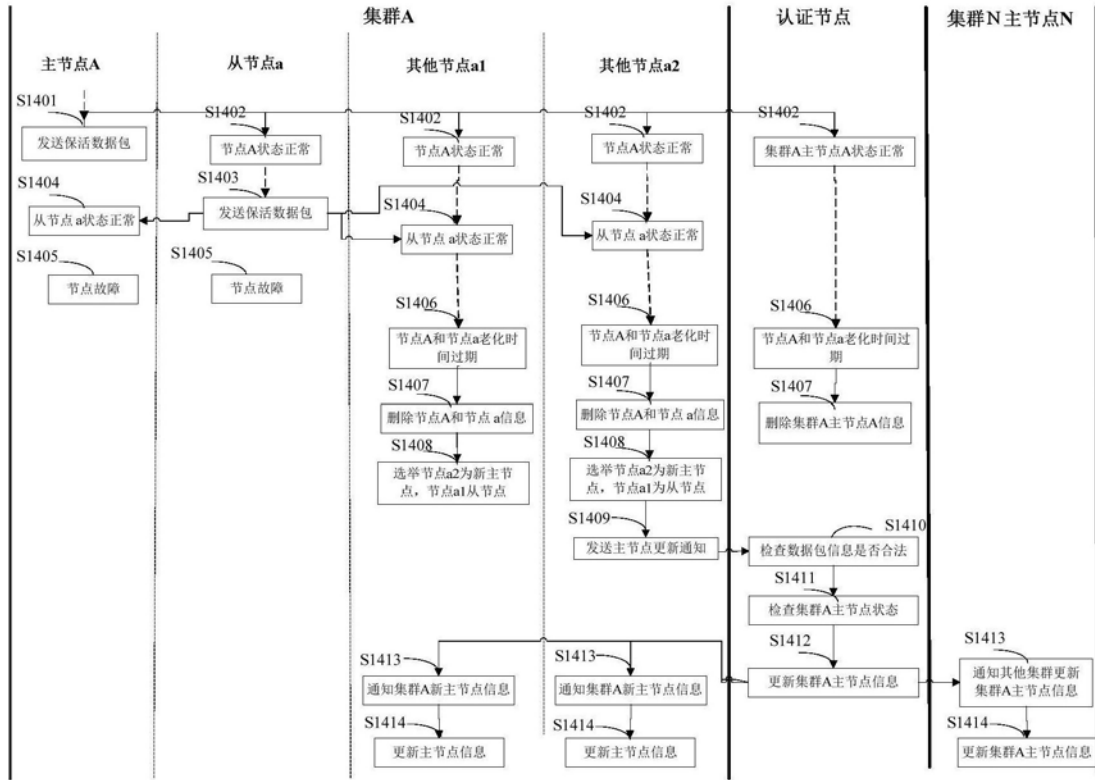 集群A
认证节点
集群N 主节点N
主节点A
从节点a
其他节点a1
其他节点a2
S1401
发送保活数据包
S1402
节点A状态正常
S1402
节点A状态正常
S1402
节点A状态正常
S1402
集群A主节点A状态正常
S1403
发送保活数据包
S1404
从节点 a状态正常
S1404
从节点 a状态正常
S1404
从节点 a状态正常
S1405
节点故障
S1405
节点故障
S1406
节点A和节点a老化时
间过期
S1406
节点A和节点a老化时
间过期
S1406
节点A和节点a老化时间过
期
S1407
删除节点A和节点 a信息
S1407
删除节点A和节点 a信息
S1407
删除集群A主节点A信息
S1408
选举节点a2为新主节
点，节点a1从节点
S1408
选举节点a2为新主节
点，节点a1为从节点
S1409
发送主节点更新通知
S1410
检查数据包信息是否合法
S1411
检查集群A主节点状态
S1412
更新集群A主节点信息
S1413
通知集群A新主节点信息
S1413
通知集群A新主节点信息
S1413
通知其他集群更新
集群A主节点信息
S1414
更新主节点信息
S1414
更新主节点信息
S1414
更新集群A主节点信息